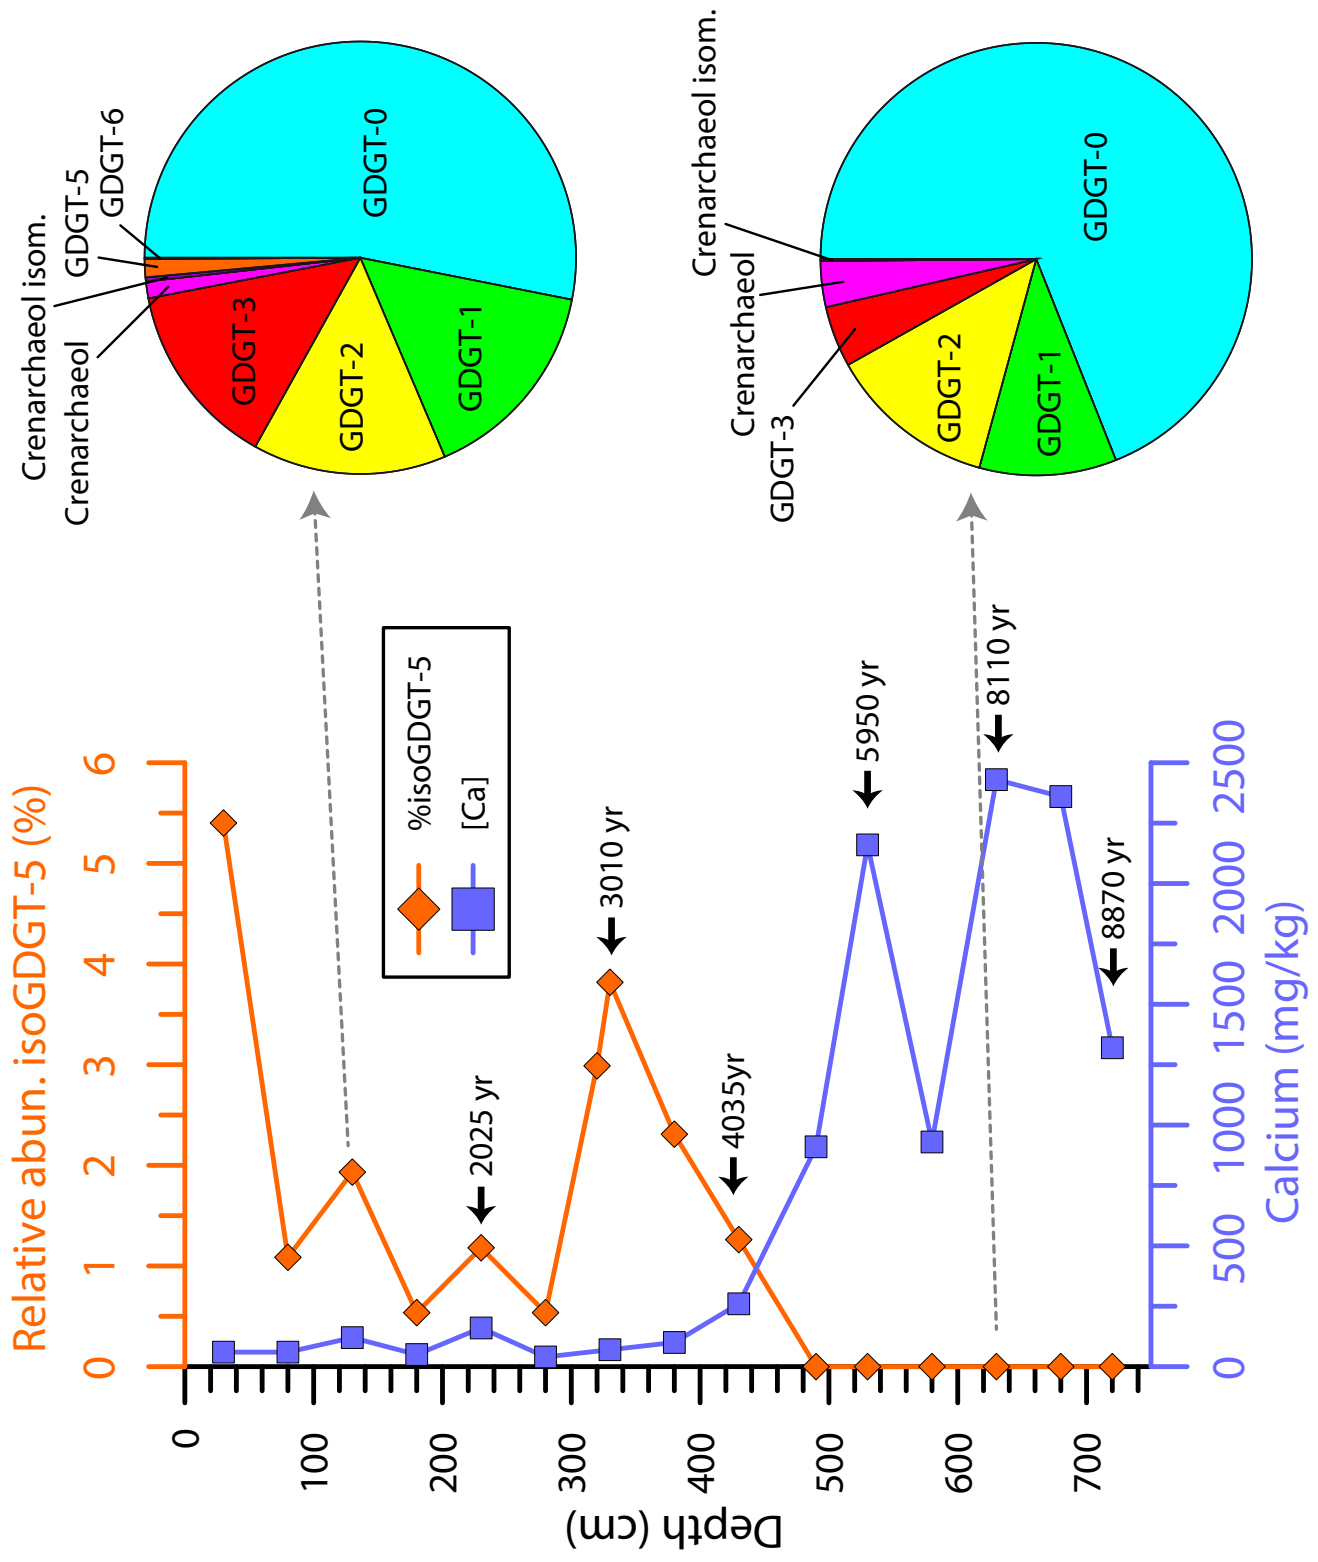 Relative abun. isoGDGT-5 (%)
0
1
2
3
4
5
6
Depth (cm)
0
100
200
300
400
500
600
700
%isoGDGT-5
[Ca]
2025 yr
3010 yr
4035yr
5950 yr
8110 yr
8870 yr
0
500
1000
1500
2000
2500
Calcium (mg/kg)
Crenarchaeol isom.
Crenarchaeol
GDGT-5
GDGT-6
GDGT-3
GDGT-2
GDGT-1
GDGT-0
Crenarchaeol isom.
Crenarchaeol
GDGT-3
GDGT-2
GDGT-1
GDGT-0